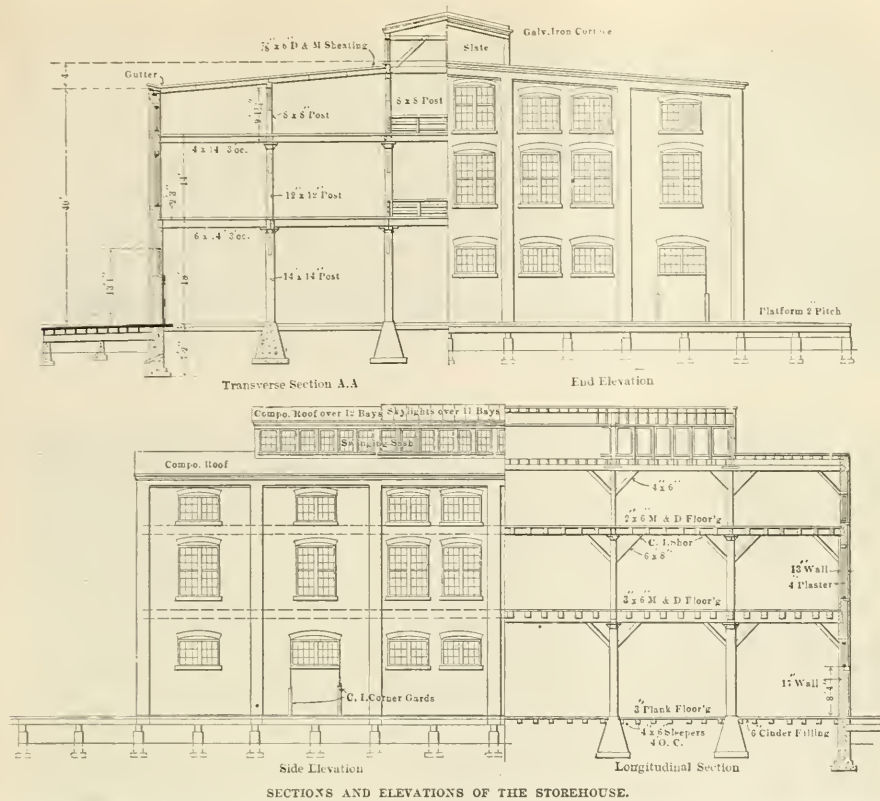 Galv. Iron Cornice
⅞" x 6" D & M Sheating
Slate
Gutter
4'
8 x 8" Post
8 x 8 Post
4 x 14" 3' oc.
14'
12" x 12" Post
40'
6 x 14" 3' oc.
14" x 14" Post
18'
Platform 2" Pitch
Transverse Section A.A
End Elevation
Compo. Roof over 12 Bays
Skylights over 11 Bays
Swinging Sash
Compo. Roof
4" x 6"
2" x 6" M & D Floor'g
6 x 8"
13" Wall
4" Plaster
3" x 6" M & D Floor'g
17" Wall
8'-4"
C. I. Corner Gards
3" Plank Floor'g
4" x 6" Sleepers
4' O. C.
6" Cinder Filling
Side Elevation
Longitudinal Section
SECTIONS AND ELEVATIONS OF THE STOREHOUSE.